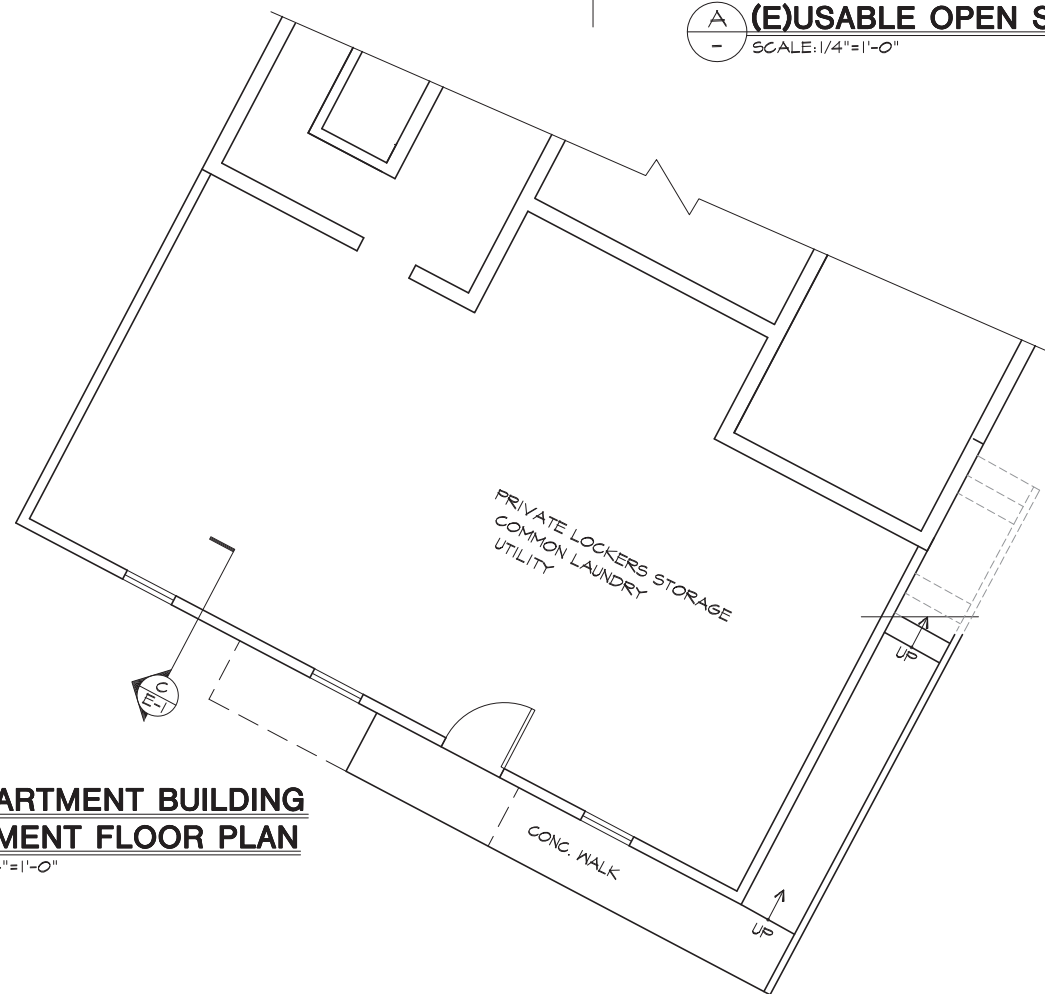 A
-
(E)USABLE OPEN S
SCALE:1/4"=1'-0"
PRIVATE LOCKERS STORAGE
COMMON LAUNDRY
UTILITY
UP
C
E-1
ARTMENT BUILDING
MENT FLOOR PLAN
"=1'-0"
CONC. WALK
UP